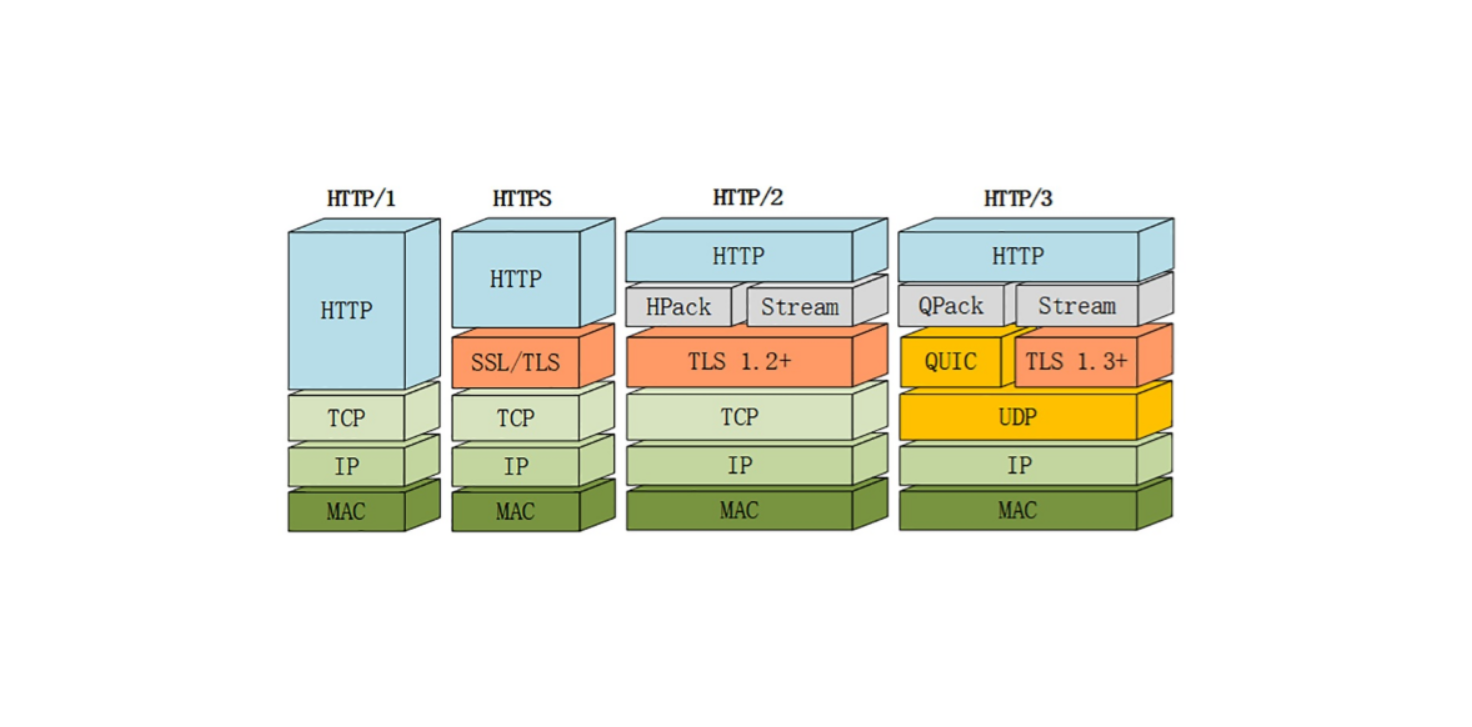 HTTP/1 HTTPS HTTP/2 HTTP/3
HTTP HTTP HTTP HTTP
HPack Stream QPack Stream
SSL/TLS TLS 1.2+ QUIC TLS 1.3+
TCP TCP TCP UDP
IP IP IP IP
MAC MAC MAC MAC